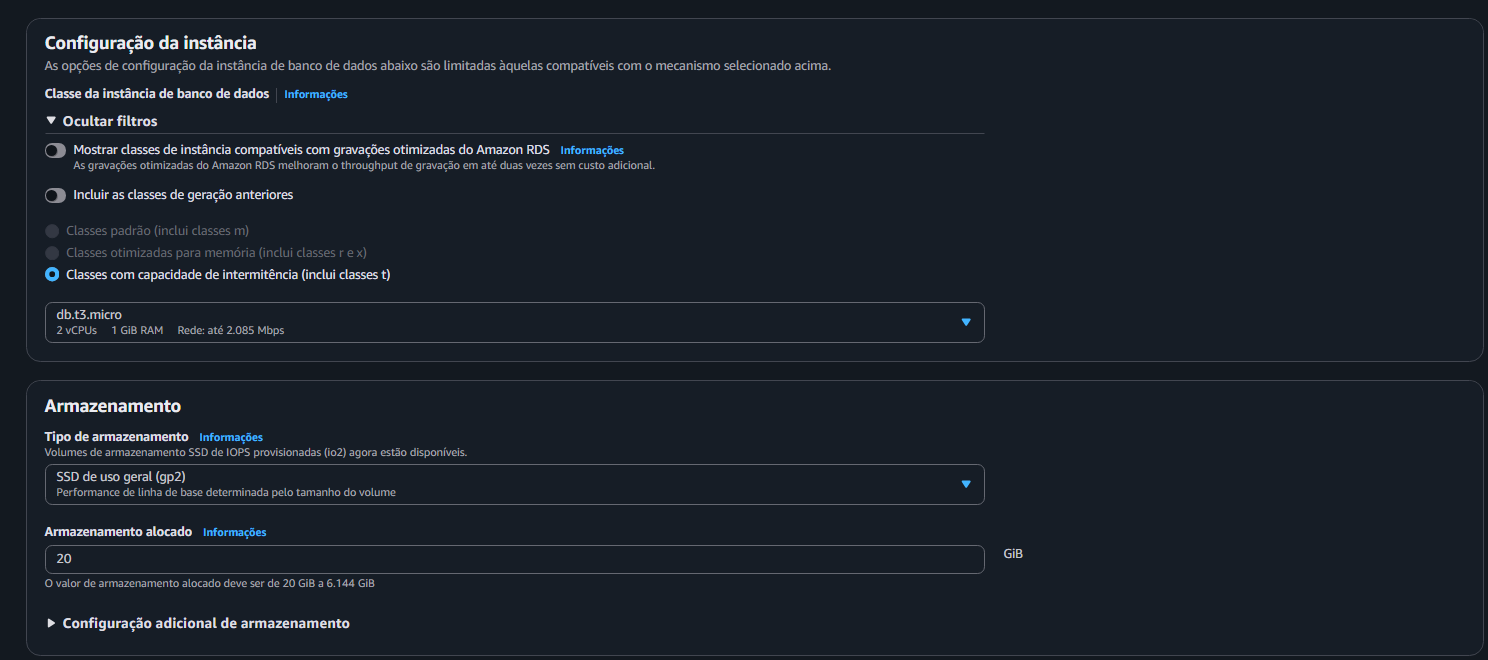 Configuração da instância
As opções de configuração da instância de banco de dados abaixo são limitadas àquelas compatíveis com o mecanismo selecionado acima.
Classe da instância de banco de dados Informações
Ocultar filtros
Mostrar classes de instância compatíveis com gravações otimizadas do Amazon RDS Informações
As gravações otimizadas do Amazon RDS melhoram o throughput de gravação em até duas vezes sem custo adicional.
Incluir as classes de geração anteriores
Classes padrão (inclui classes m)
Classes otimizadas para memória (inclui classes r e x)
Classes com capacidade de intermitência (inclui classes t)
db.t3.micro
2 vCPUs 1 GiB RAM Rede: até 2.085 Mbps
Armazenamento
Tipo de armazenamento Informações
Volumes de armazenamento SSD de IOPS provisionadas (io2) agora estão disponíveis.
SSD de uso geral (gp2)
Performance de linha de base determinada pelo tamanho do volume
Armazenamento alocado Informações
20 GiB
O valor de armazenamento alocado deve ser de 20 GiB a 6.144 GiB
Configuração adicional de armazenamento